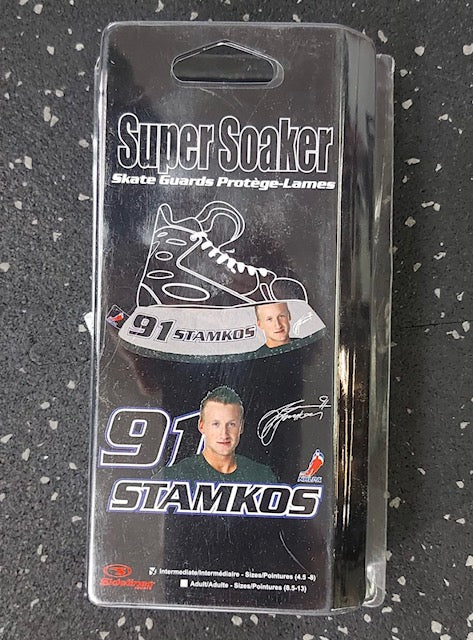 Super Soaker
Skate Guards Protège-Lames
91 STAMKOS
91
STAMKOS
NHLPA
Intermediate/Intermédiaire - Sizes/Pointures (4.5 -8)
Adult/Adulte - Sizes/Pointures (8.5-13)